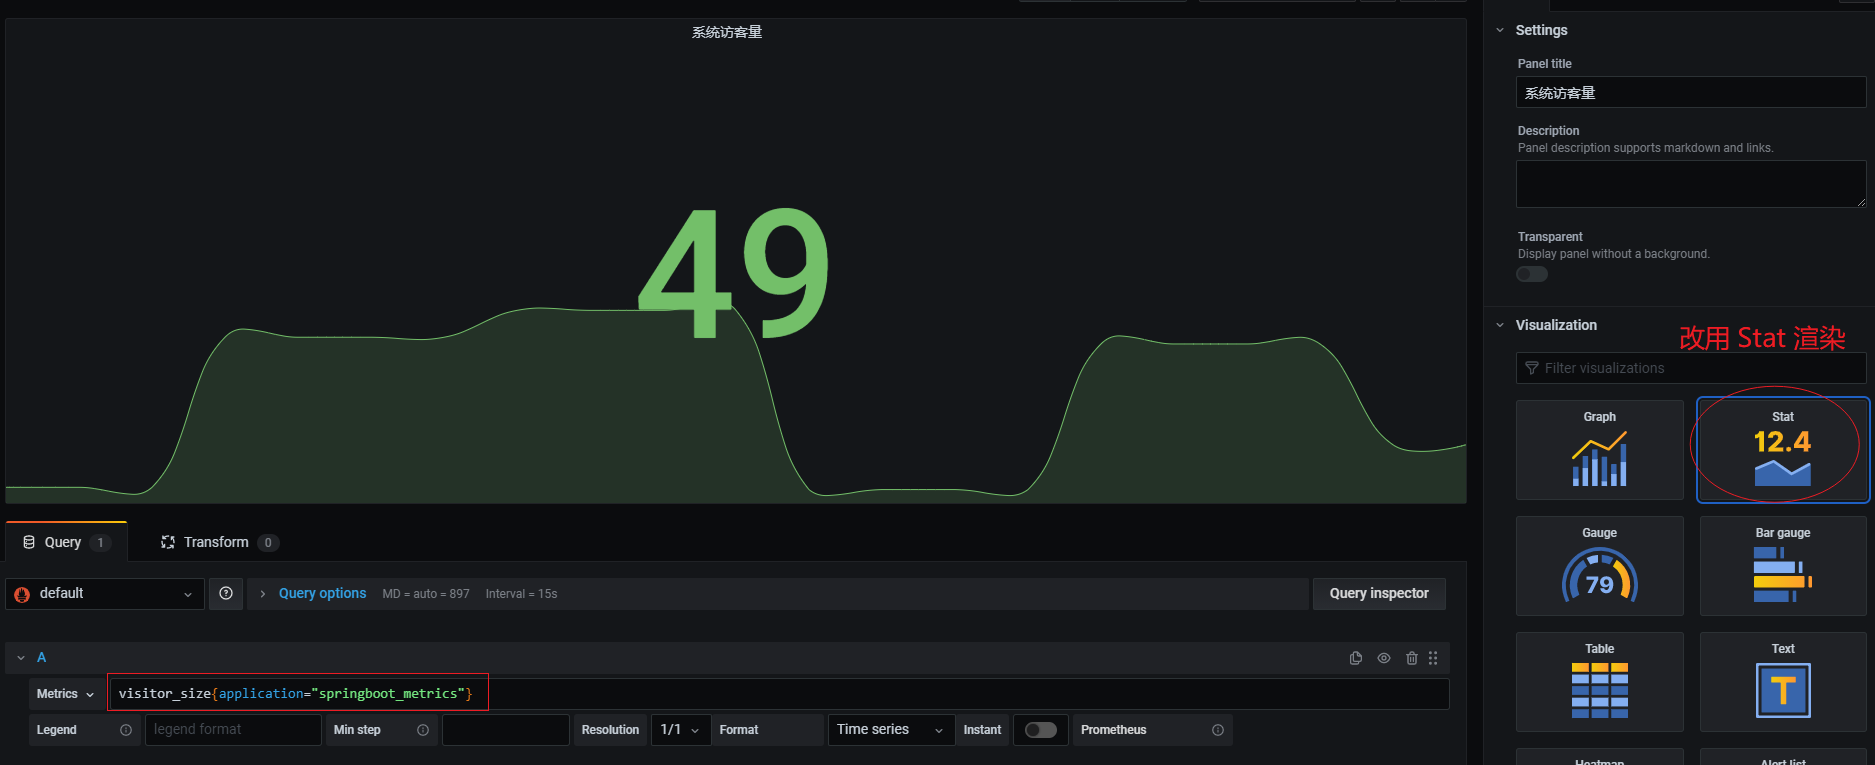 系统访客量
49
Query 1
Transform 0
default
Query options MD = auto = 897 Interval = 15s
Query inspector
A
Metrics
visitor_size{application="springboot_metrics"}
Legend
legend format
Min step
Resolution
1/1
Format
Time series
Instant
Prometheus
Settings
Panel title
系统访客量
Description
Panel description supports markdown and links.
Transparent
Display panel without a background.
Visualization
改用 Stat 渲染
Filter visualizations
Graph
Stat
12.4
Gauge
79
Bar gauge
Table
Text
T
Heatmap
Alert list